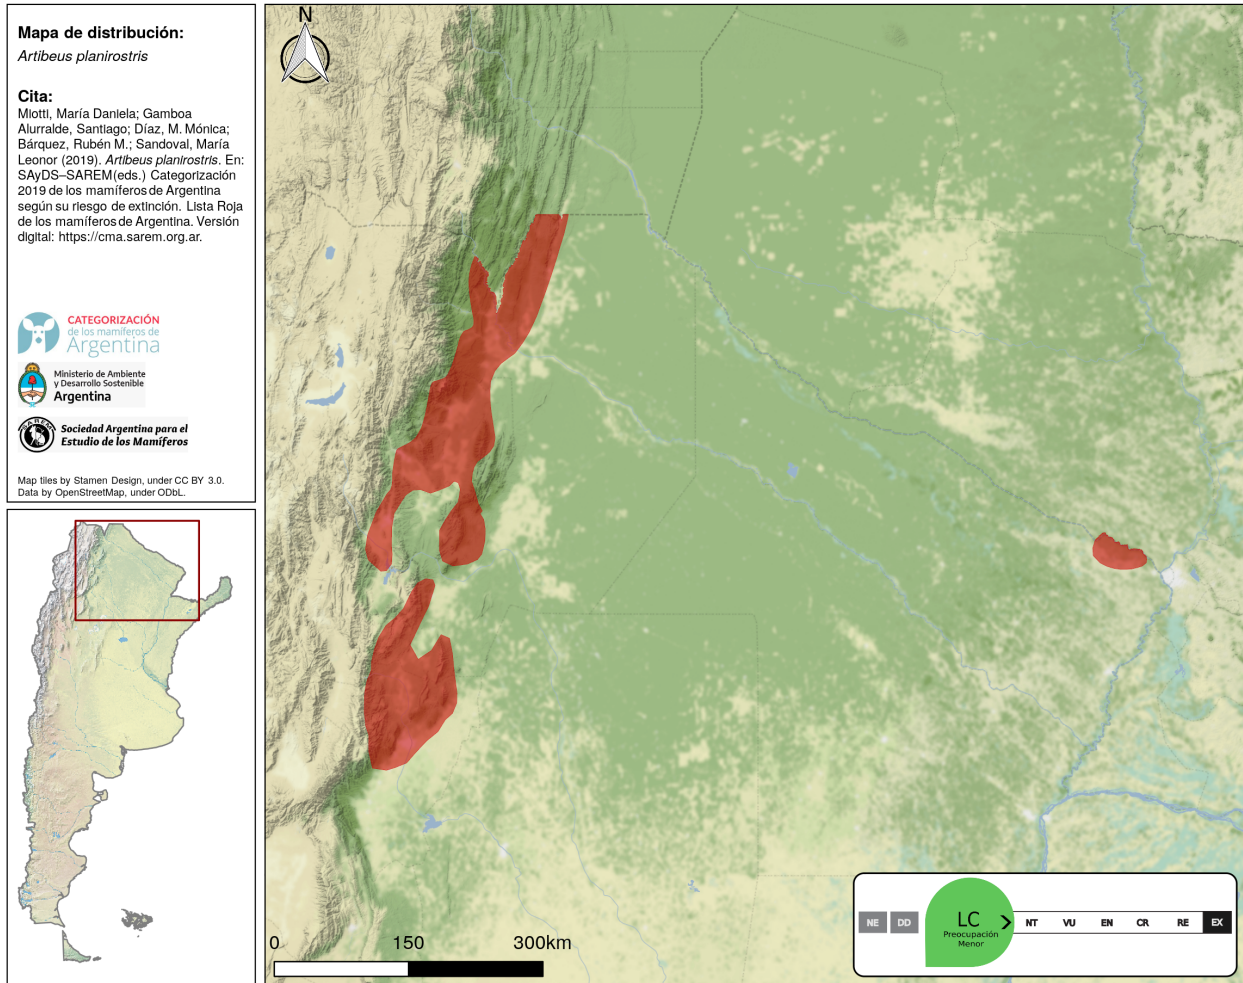 Mapa de distribución:
Artibeus planirostris
Cita:
Miotti, María Daniela; Gamboa
Alurralde, Santiago; Díaz, M. Mónica;
Bárquez, Rubén M.; Sandoval, María
Leonor (2019). Artibeus planirostris. En:
SAyDS–SAREM(eds.) Categorización
2019 de los mamíferos de Argentina
según su riesgo de extinción. Lista Roja
de los mamíferos de Argentina. Versión
digital: https://cma.sarem.org.ar.
CATEGORIZACIÓN
de los mamíferos de
Argentina
Ministerio de Ambiente
y Desarrollo Sostenible
Argentina
SAREM
Sociedad Argentina para el
Estudio de los Mamíferos
Map tiles by Stamen Design, under CC BY 3.0.
Data by OpenStreetMap, under ODbL.
N
0 150 300km
NE DD LC NT VU EN CR RE EX
Preocupación
Menor